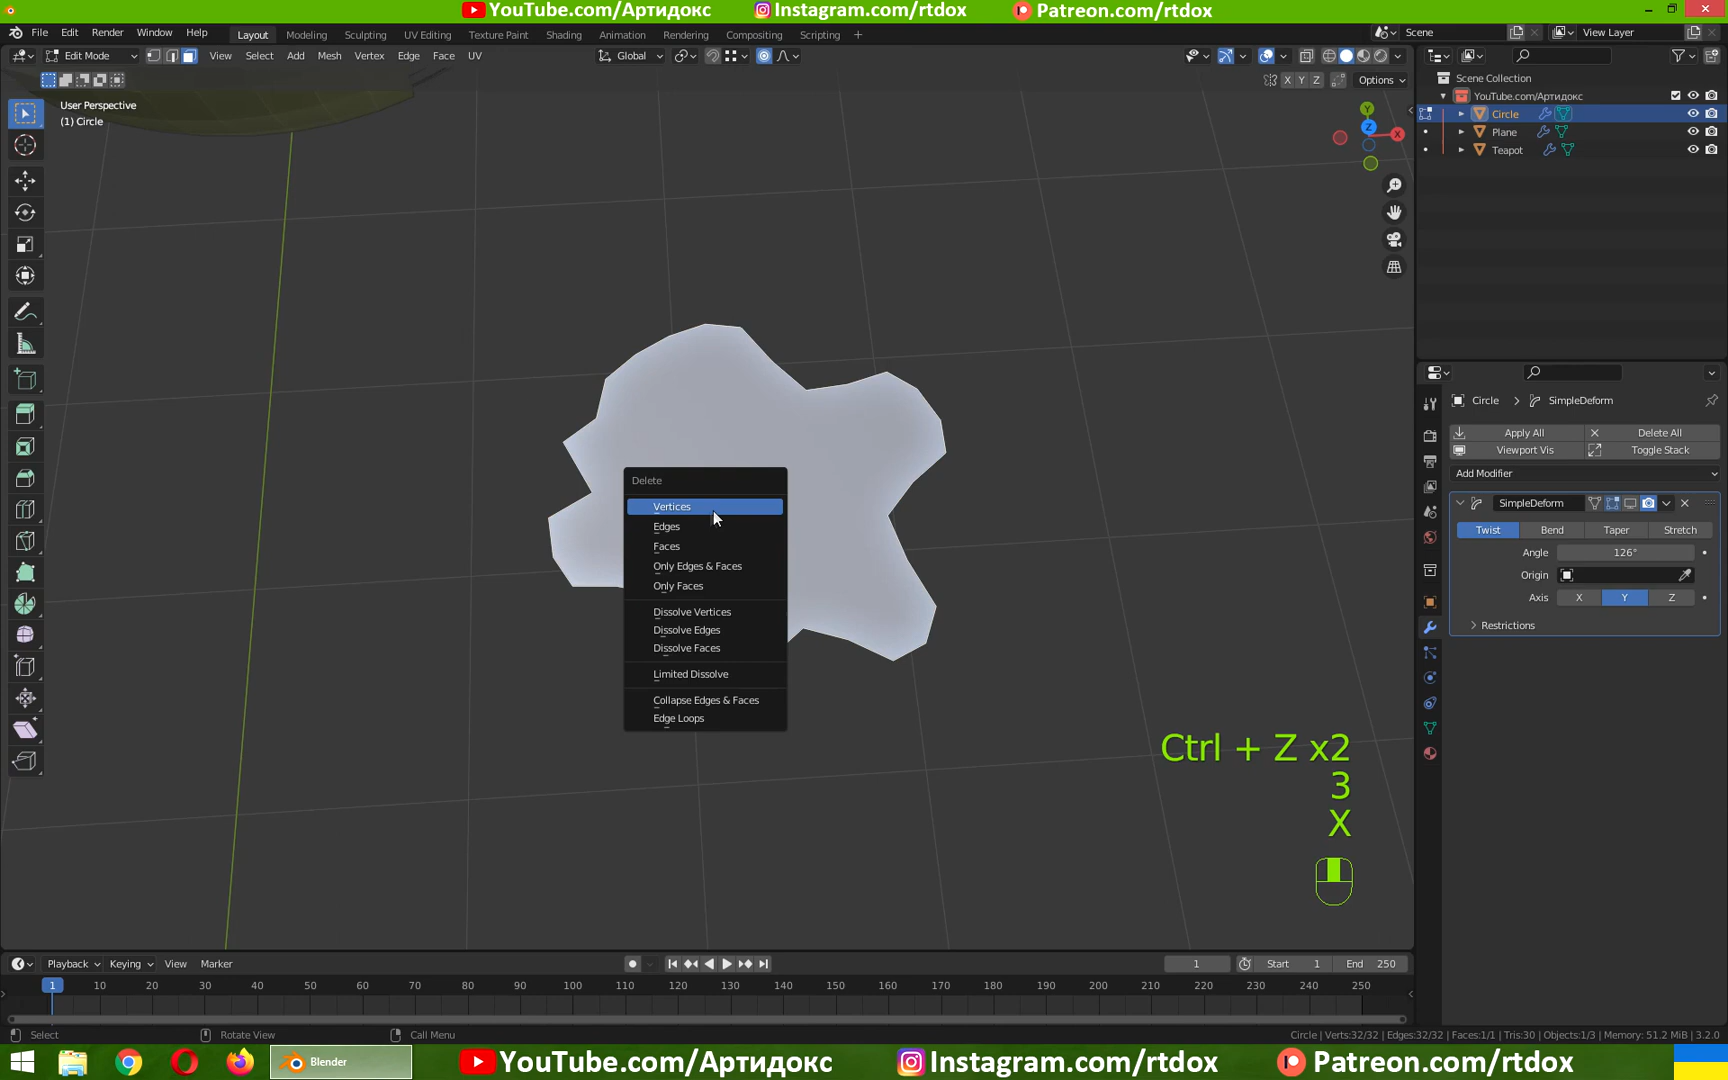 YouTube.com/Артидокс Instagram.com/rtdox Patreon.com/rtdox
File Edit Render Window Help Layout Modeling Sculpting UV Editing Texture Paint Shading Animation Rendering Compositing Scripting + Scene View Layer
Edit Mode View Select Add Mesh Vertex Edge Face UV Global
X Y Z Options
User Perspective
(1) Circle
Scene Collection
YouTube.com/Артидокс
Circle
Plane
Teapot
Y
Z
X
Circle > SimpleDeform
Apply All Delete All
Viewport Vis Toggle Stack
Add Modifier
SimpleDeform
Twist Bend Taper Stretch
Angle 126°
Origin
Axis X Y Z
Restrictions
Delete
Vertices
Edges
Faces
Only Edges & Faces
Only Faces
Dissolve Vertices
Dissolve Edges
Dissolve Faces
Limited Dissolve
Collapse Edges & Faces
Edge Loops
Ctrl + Z x2
3
X
Playback Keying View Marker 1 Start 1 End 250
1 10 20 30 40 50 60 70 80 90 100 110 120 130 140 150 160 170 180 190 200 210 220 230 240 250
Select Rotate View Call Menu Circle | Verts:32/32 | Edges:32/32 | Faces:1/1 | Tris:30 | Objects:1/3 | Memory: 51.2 MiB | 3.2.0
Blender YouTube.com/Артидокс Instagram.com/rtdox Patreon.com/rtdox